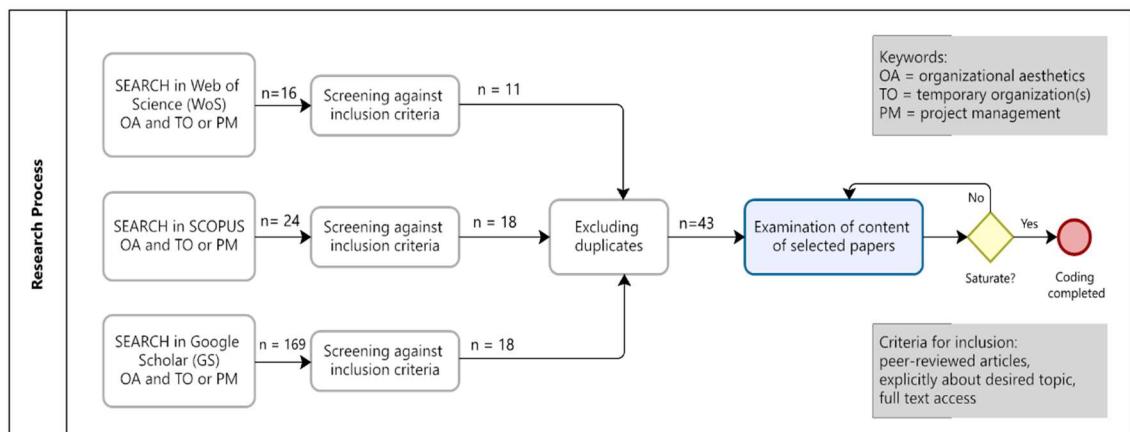 Research Process
SEARCH in Web of
Science (WoS)
OA and TO or PM
n=16
Screening against
inclusion criteria
n = 11
SEARCH in SCOPUS
OA and TO or PM
n= 24
Screening against
inclusion criteria
n = 18
SEARCH in Google
Scholar (GS)
OA and TO or PM
n = 169
Screening against
inclusion criteria
n = 18
Excluding
duplicates
n=43
Examination of content
of selected papers
No
Yes
Saturate?
Coding
completed
Keywords:
OA = organizational aesthetics
TO = temporary organization(s)
PM = project management
Criteria for inclusion:
peer-reviewed articles,
explicitly about desired topic,
full text access